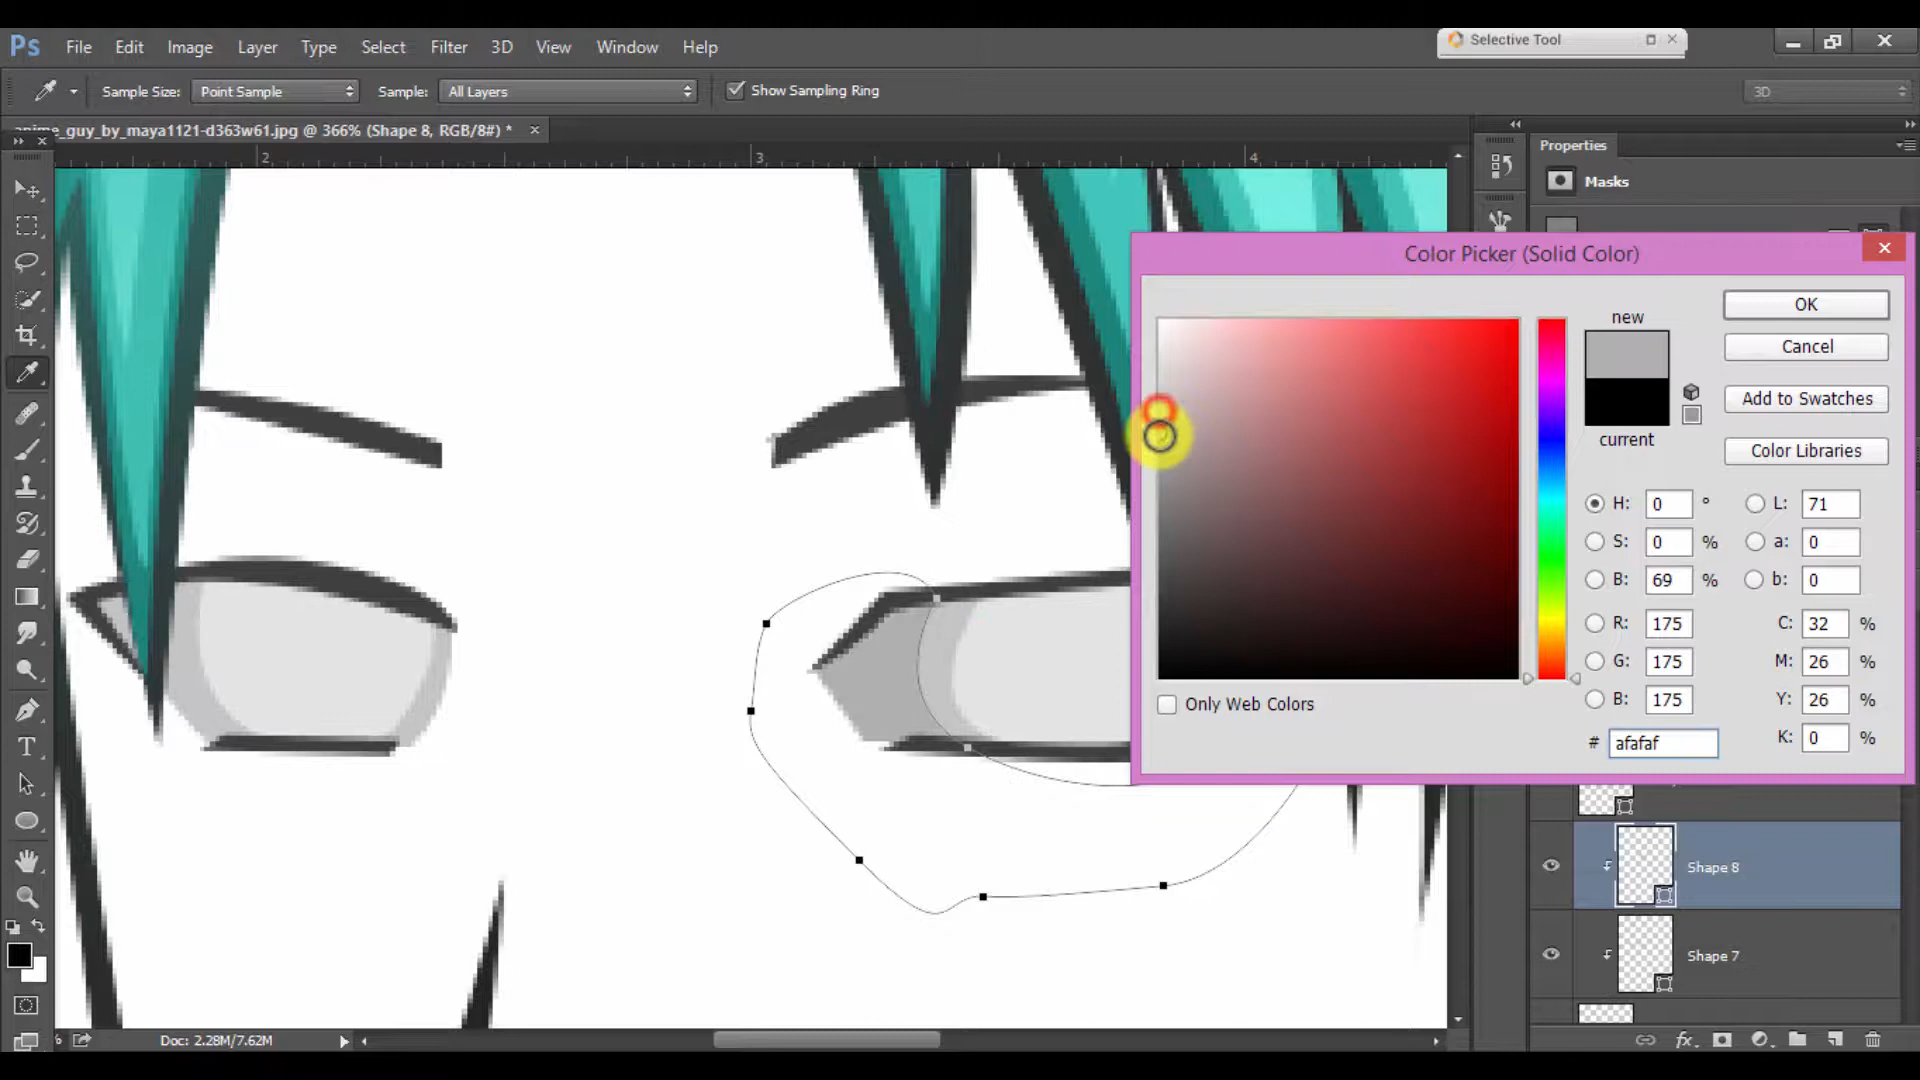 Ps File Edit Image Layer Type Select Filter 3D View Window Help
Selective Tool
Sample Size: Point Sample Sample: All Layers Show Sampling Ring
3D
anime_guy_by_maya1121-d363w61.jpg @ 366% (Shape 8, RGB/8#) *
2 3 4
Properties
Masks
Color Picker (Solid Color)
new
current
OK
Cancel
Add to Swatches
Color Libraries
H: 0 ° L: 71
S: 0 % a: 0
B: 69 % b: 0
R: 175 C: 32 %
G: 175 M: 26 %
B: 175 Y: 26 %
# afafaf K: 0 %
Only Web Colors
T
Shape 8
Shape 7
fx
% Doc: 2.28M/7.62M